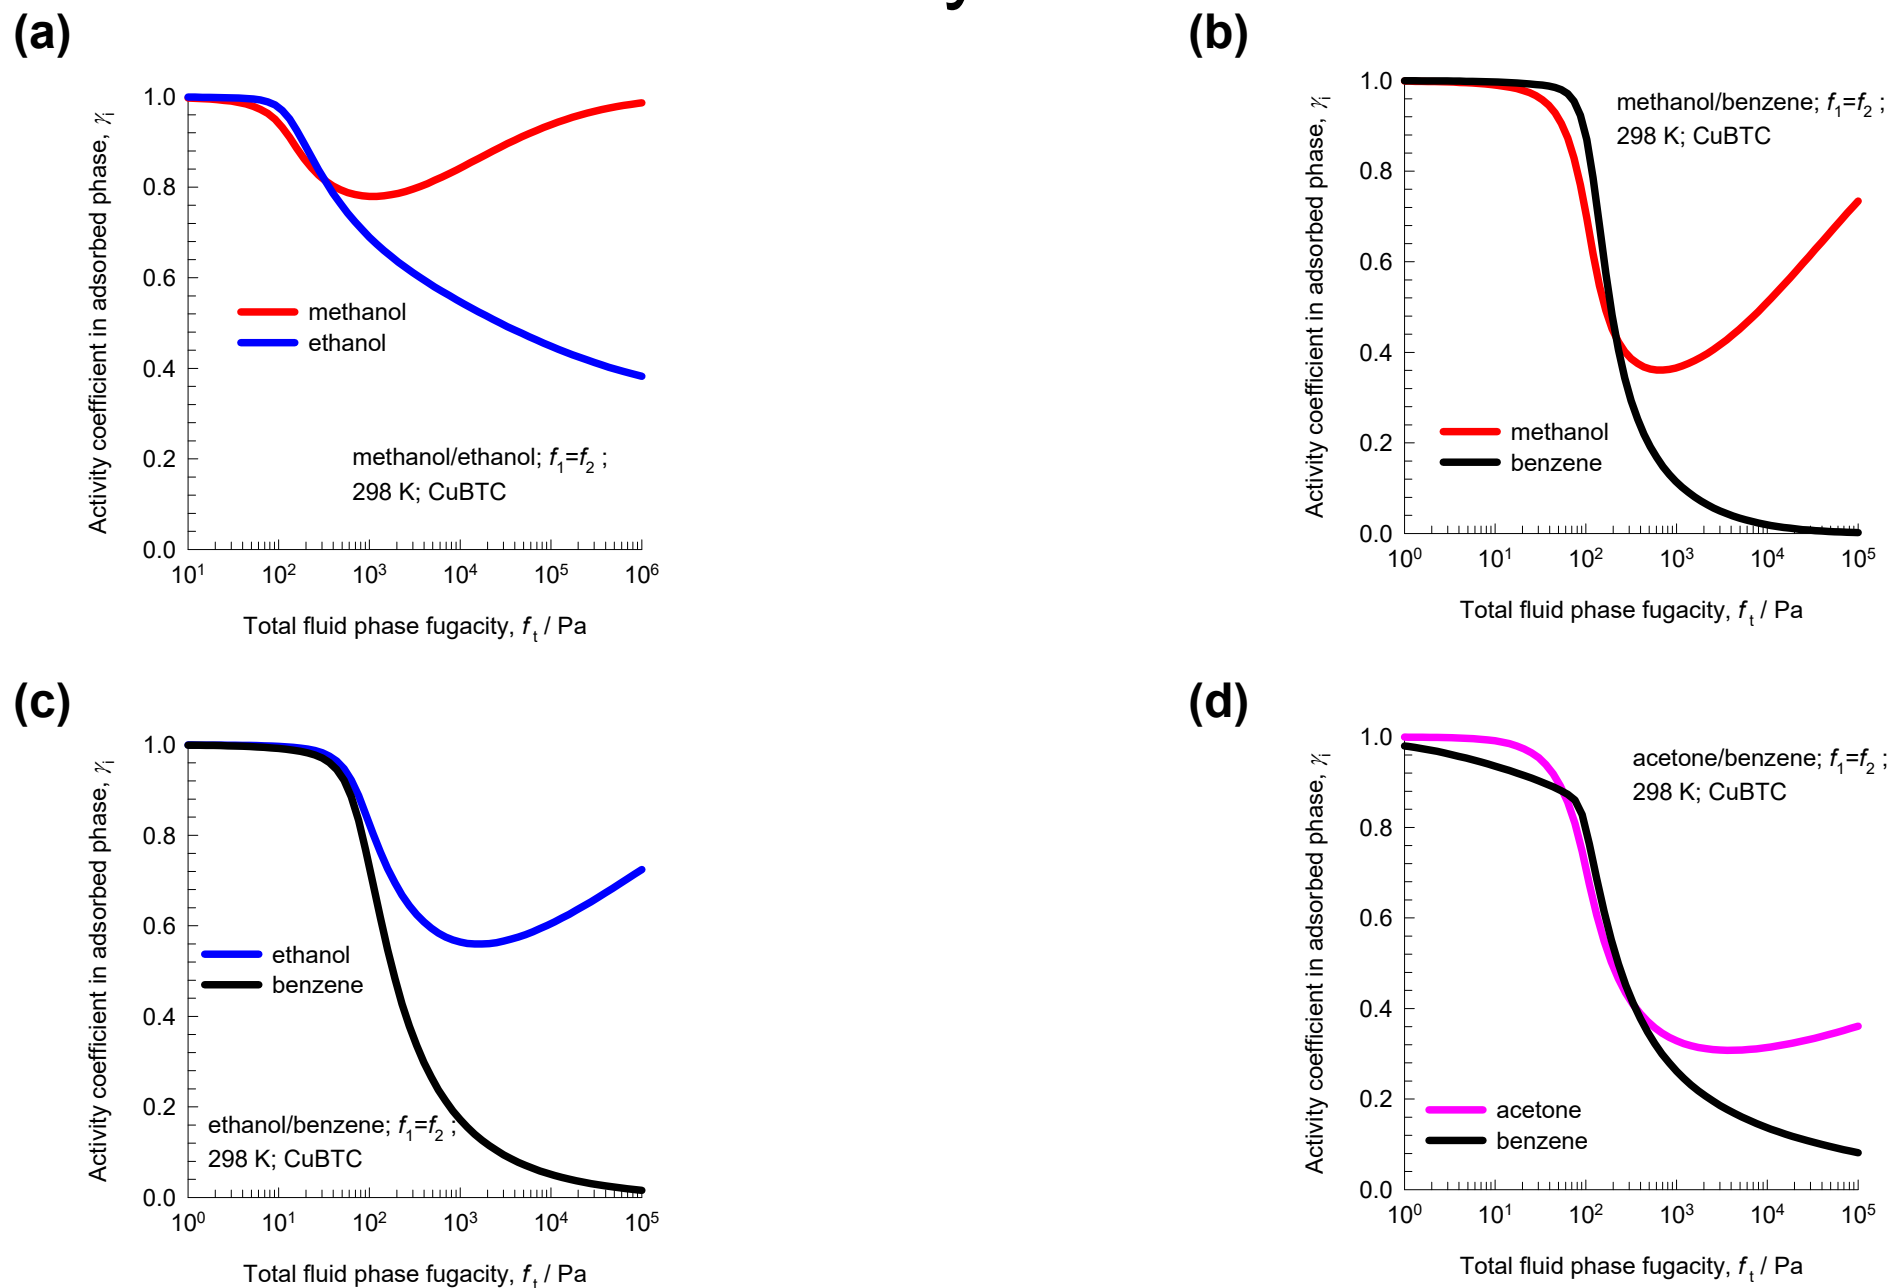 (a)
Activity coefficient in adsorbed phase, γi
1.0
0.8
0.6
0.4
0.2
0.0
methanol
ethanol
methanol/ethanol; f1=f2 ;
298 K; CuBTC
10¹ 10² 10³ 10⁴ 10⁵ 10⁶
Total fluid phase fugacity, ft / Pa
(b)
Activity coefficient in adsorbed phase, γi
1.0
0.8
0.6
0.4
0.2
0.0
methanol/benzene; f1=f2 ;
298 K; CuBTC
methanol
benzene
10⁰ 10¹ 10² 10³ 10⁴ 10⁵
Total fluid phase fugacity, ft / Pa
(c)
Activity coefficient in adsorbed phase, γi
1.0
0.8
0.6
0.4
0.2
0.0
ethanol
benzene
ethanol/benzene; f1=f2 ;
298 K; CuBTC
10⁰ 10¹ 10² 10³ 10⁴ 10⁵
Total fluid phase fugacity, ft / Pa
(d)
Activity coefficient in adsorbed phase, γi
1.0
0.8
0.6
0.4
0.2
0.0
acetone/benzene; f1=f2 ;
298 K; CuBTC
acetone
benzene
10⁰ 10¹ 10² 10³ 10⁴ 10⁵
Total fluid phase fugacity, ft / Pa